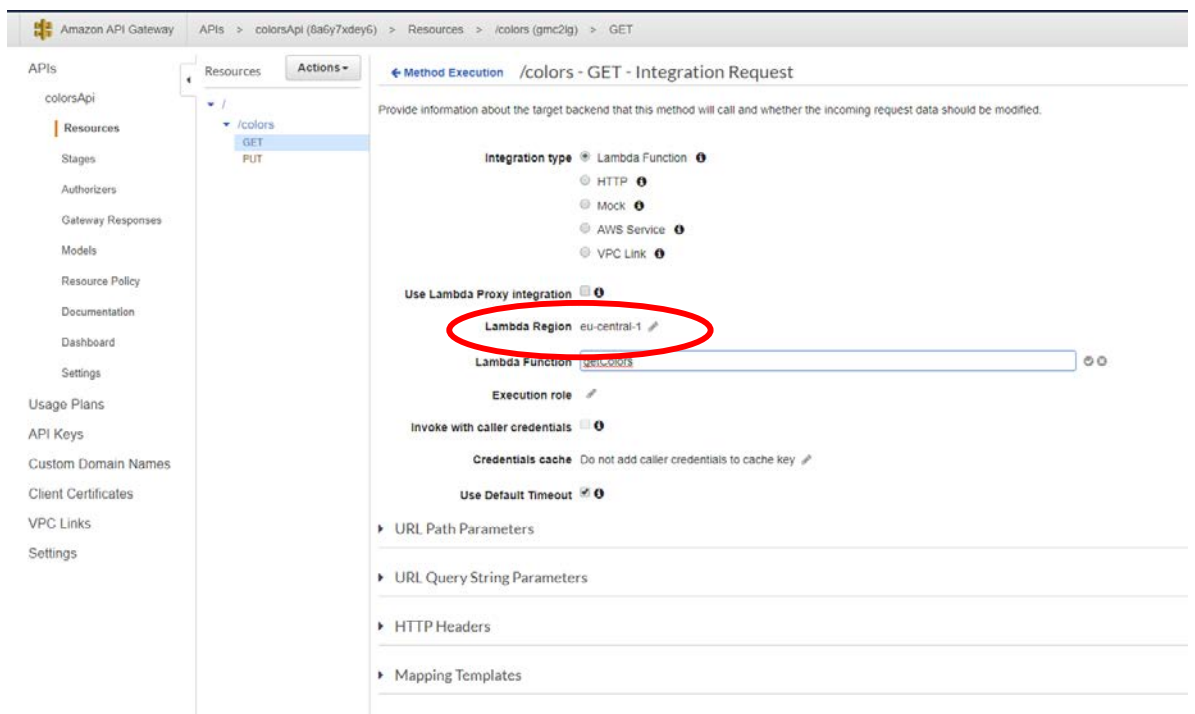 Amazon API Gateway APIs > colorsApi (8a6y7xdey6) > Resources > /colors (gmc2lg) > GET
APIs
colorsApi
Resources
Stages
Authorizers
Gateway Responses
Models
Resource Policy
Documentation
Dashboard
Settings
Usage Plans
API Keys
Custom Domain Names
Client Certificates
VPC Links
Settings
Resources Actions
/
/colors
GET
PUT
Method Execution /colors - GET - Integration Request
Provide information about the target backend that this method will call and whether the incoming request data should be modified.
Integration type Lambda Function
HTTP
Mock
AWS Service
VPC Link
Use Lambda Proxy integration
Lambda Region eu-central-1
Lambda Function getColors
Execution role
Invoke with caller credentials
Credentials cache Do not add caller credentials to cache key
Use Default Timeout
URL Path Parameters
URL Query String Parameters
HTTP Headers
Mapping Templates